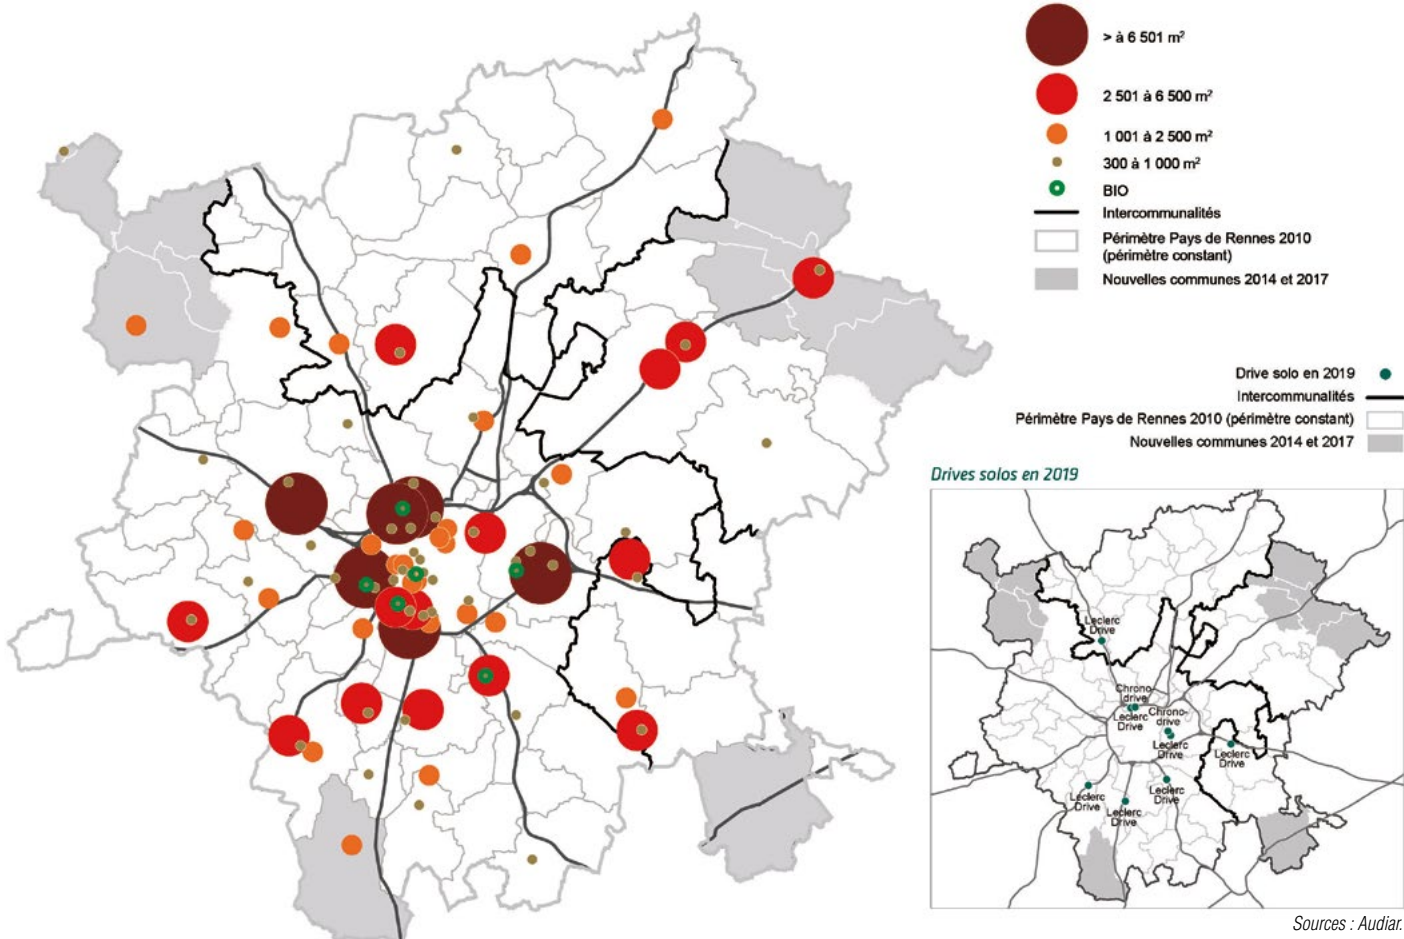 > à 6 501 m²
2 501 à 6 500 m²
1 001 à 2 500 m²
300 à 1 000 m²
BIO
Intercommunalités
Périmètre Pays de Rennes 2010
(périmètre constant)
Nouvelles communes 2014 et 2017
Drive solo en 2019
Intercommunalités
Périmètre Pays de Rennes 2010 (périmètre constant)
Nouvelles communes 2014 et 2017
Drives solos en 2019
Leclerc
Drive
Chrono-
drive
Leclerc
Drive
Chrono-
drive
Leclerc
Drive
Leclerc
Drive
Leclerc
Drive
Leclerc
Drive
Leclerc
Drive
Sources : Audiar.